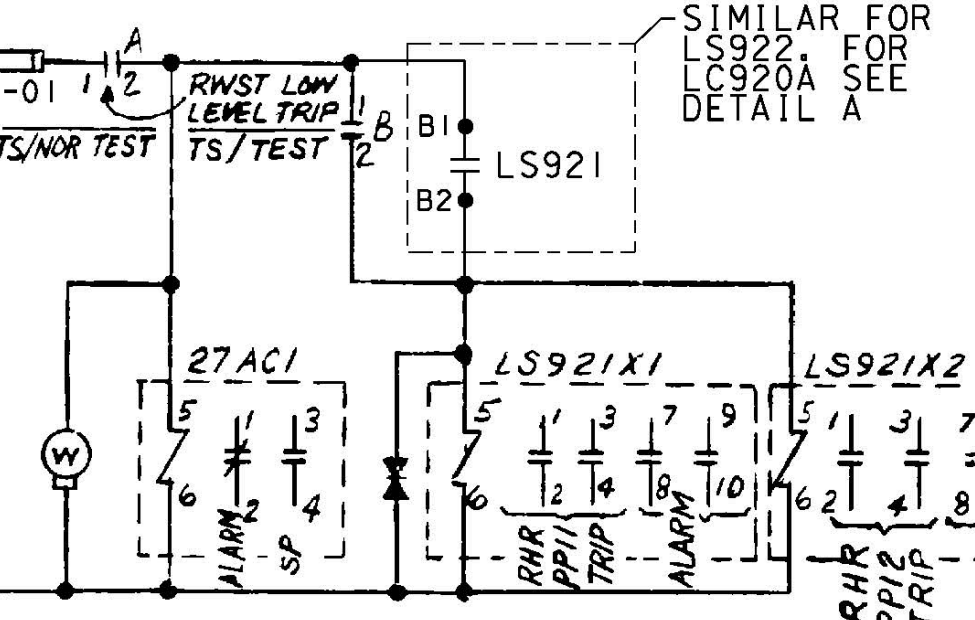 SIMILAR FOR
LS922. FOR
LC920A SEE
DETAIL A
A
-01
1 2
RWST LOW
LEVEL TRIP
TS/TEST
TS/NOR TEST
1
B
2
B1
LS921
B2
27AC1
5
6
1
2
3
4
ALARM
SP
W
LS921X1
5
6
1
2
3
4
7
8
9
10
RHR
PP11
TRIP
ALARM
LS921X2
5
6
1
2
3
4
7
8
RHR
PP12
TRIP